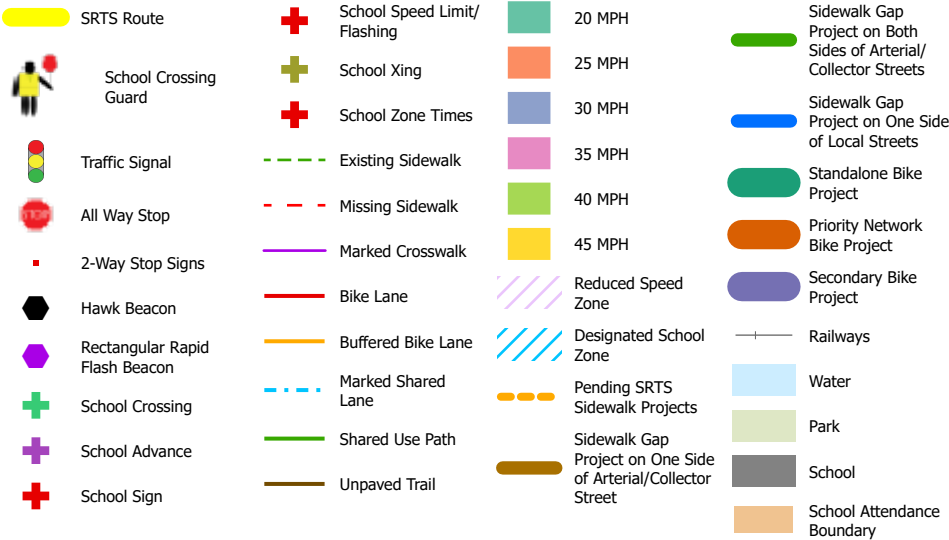 SRTS Route
School Crossing
Guard
Traffic Signal
STOP
All Way Stop
2-Way Stop Signs
Hawk Beacon
Rectangular Rapid
Flash Beacon
School Crossing
School Advance
School Sign
School Speed Limit/
Flashing
School Xing
School Zone Times
Existing Sidewalk
Missing Sidewalk
Marked Crosswalk
Bike Lane
Buffered Bike Lane
Marked Shared
Lane
Shared Use Path
Unpaved Trail
20 MPH
25 MPH
30 MPH
35 MPH
40 MPH
45 MPH
Reduced Speed
Zone
Designated School
Zone
Pending SRTS
Sidewalk Projects
Sidewalk Gap
Project on One Side
of Arterial/Collector
Street
Sidewalk Gap
Project on Both
Sides of Arterial/
Collector Streets
Sidewalk Gap
Project on One Side
of Local Streets
Standalone Bike
Project
Priority Network
Bike Project
Secondary Bike
Project
Railways
Water
Park
School
School Attendance
Boundary